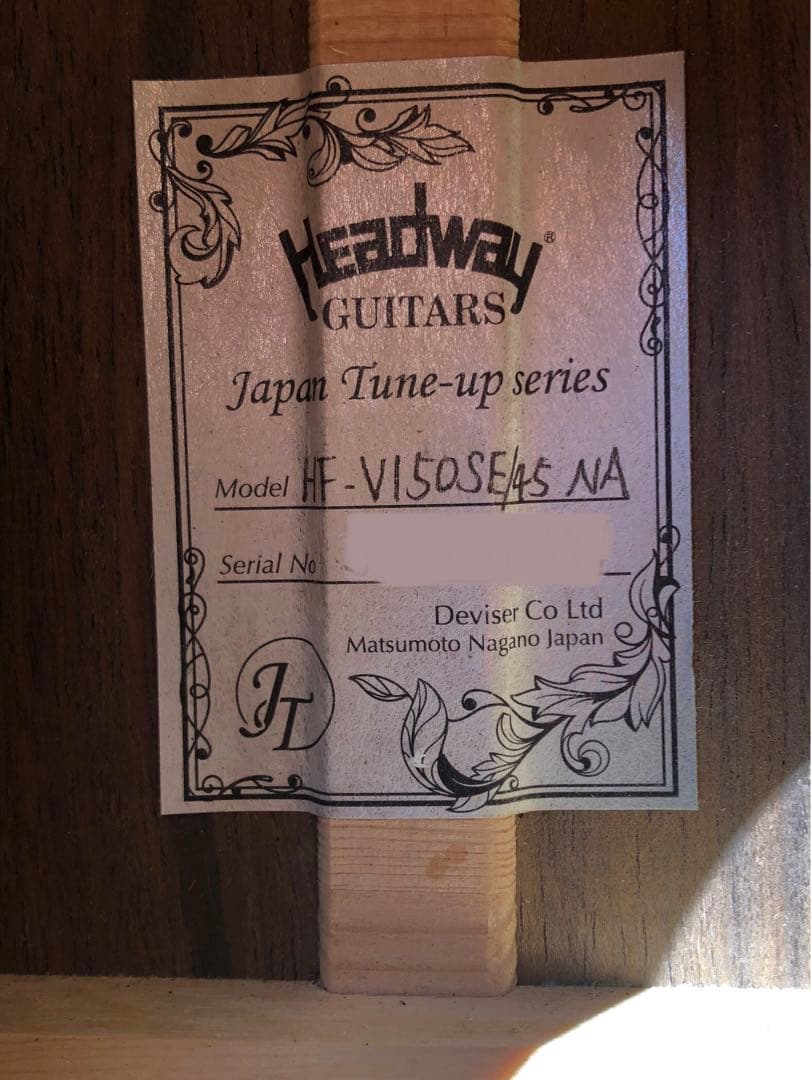 Headway®
GUITARS
Japan Tune-up series
Model HF-V150SE/45 NA
Serial No
Deviser Co Ltd
Matsumoto Nagano Japan
JT